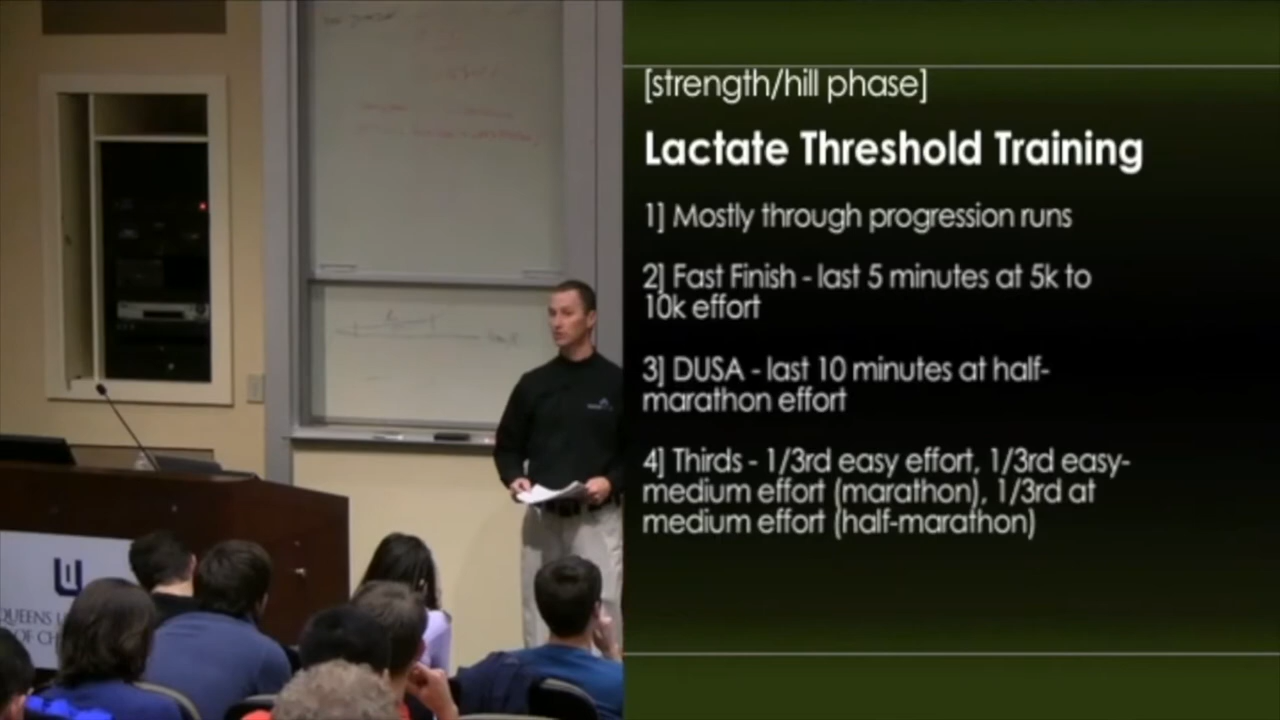 [strength/hill phase]
Lactate Threshold Training
1] Mostly through progression runs
2] Fast Finish - last 5 minutes at 5k to
10k effort
3] DUSA - last 10 minutes at half-
marathon effort
4] Thirds - 1/3rd easy effort, 1/3rd easy-
medium effort (marathon), 1/3rd at
medium effort (half-marathon)
QUEENS
OF